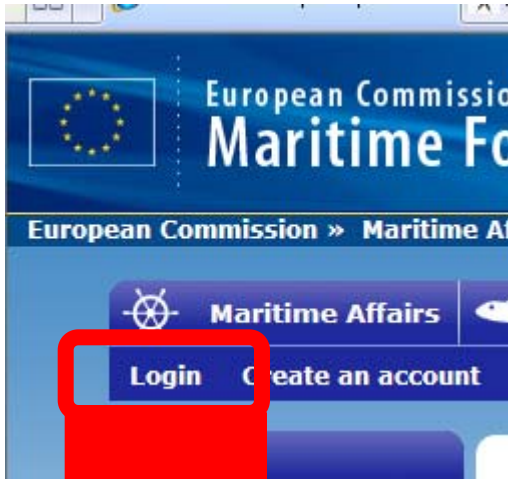 European Commissio
Maritime Fo
European Commission » Maritime Af
Maritime Affairs
Login Create an account